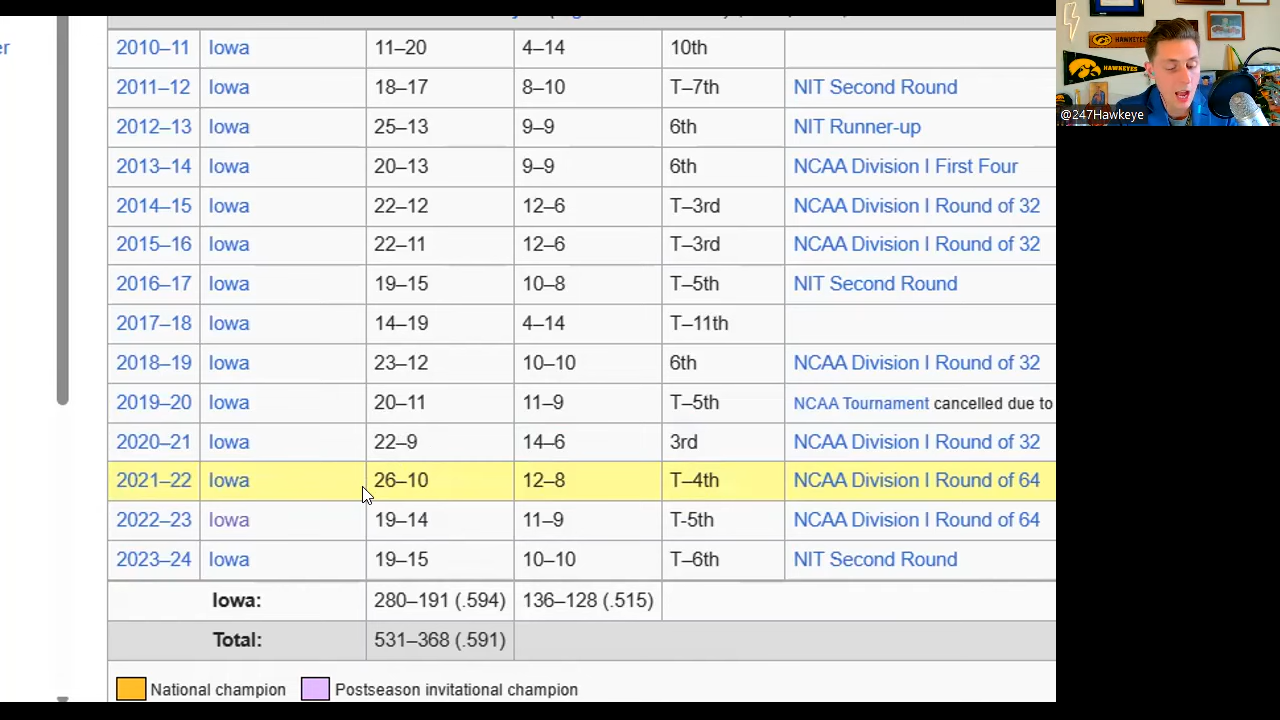 er
2010–11 Iowa 11–20 4–14 10th
2011–12 Iowa 18–17 8–10 T–7th NIT Second Round
2012–13 Iowa 25–13 9–9 6th NIT Runner-up
2013–14 Iowa 20–13 9–9 6th NCAA Division I First Four
2014–15 Iowa 22–12 12–6 T–3rd NCAA Division I Round of 32
2015–16 Iowa 22–11 12–6 T–3rd NCAA Division I Round of 32
2016–17 Iowa 19–15 10–8 T–5th NIT Second Round
2017–18 Iowa 14–19 4–14 T–11th
2018–19 Iowa 23–12 10–10 6th NCAA Division I Round of 32
2019–20 Iowa 20–11 11–9 T–5th NCAA Tournament cancelled due to
2020–21 Iowa 22–9 14–6 3rd NCAA Division I Round of 32
2021–22 Iowa 26–10 12–8 T–4th NCAA Division I Round of 64
2022–23 Iowa 19–14 11–9 T-5th NCAA Division I Round of 64
2023–24 Iowa 19–15 10–10 T–6th NIT Second Round
Iowa: 280–191 (.594) 136–128 (.515)
Total: 531–368 (.591)
National champion Postseason invitational champion
HAWKEYES
@247Hawkeye